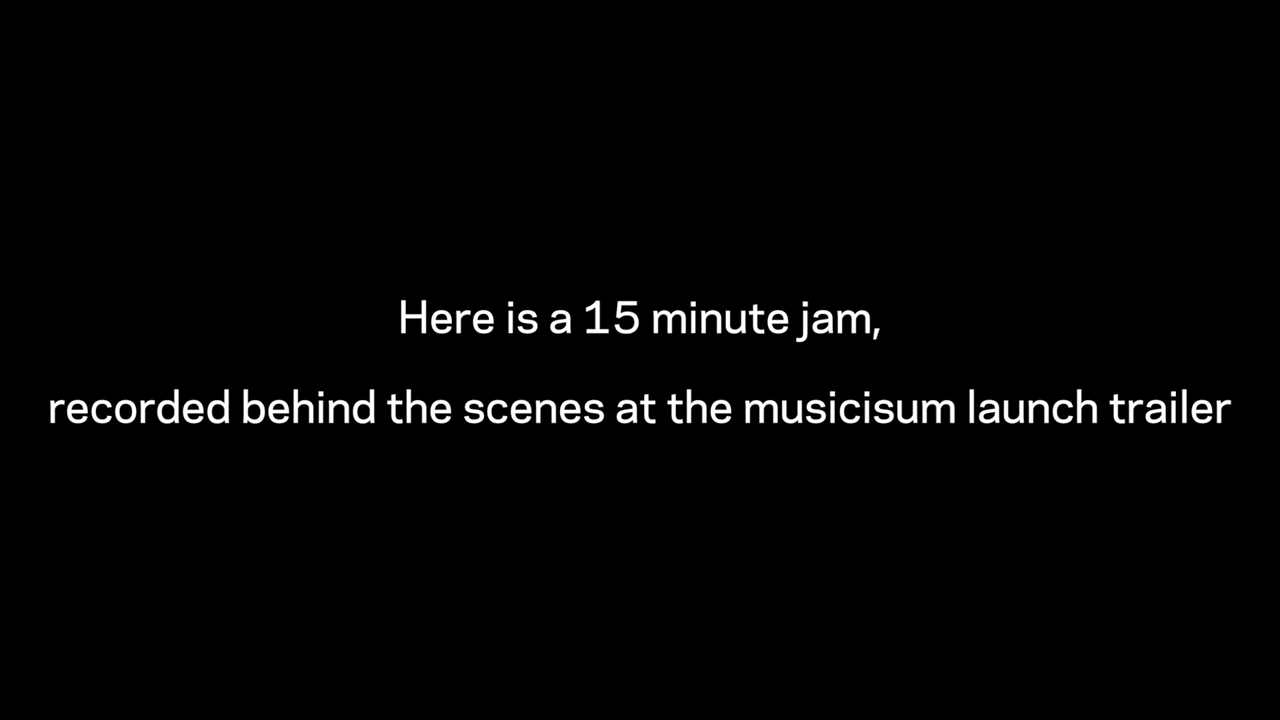 Here is a 15 minute jam,
recorded behind the scenes at the musicisum launch trailer